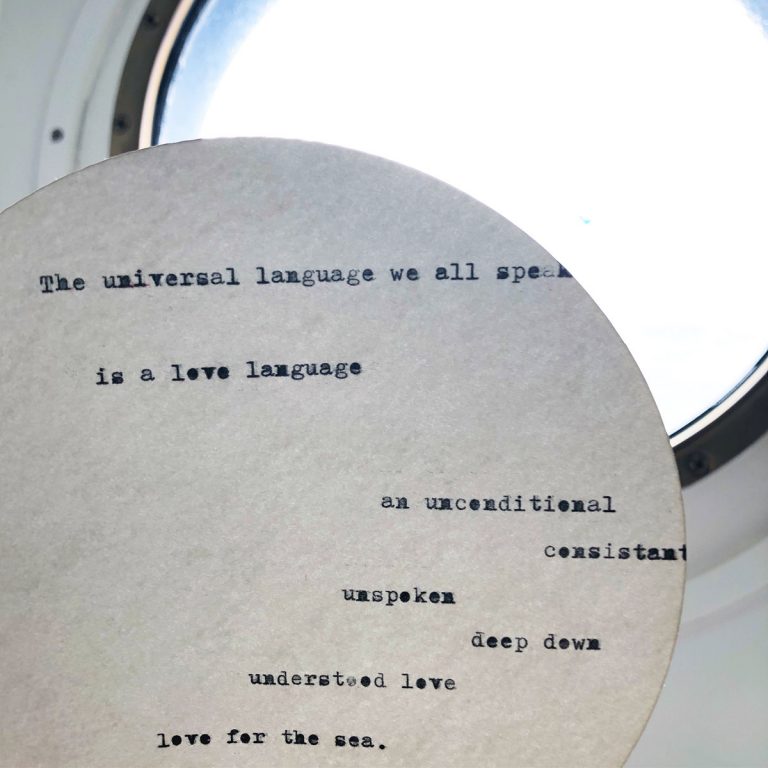 The universal language we all speak
is a love language
an unconditional
consistant
unspoken
deep down
understood love
love for the sea.